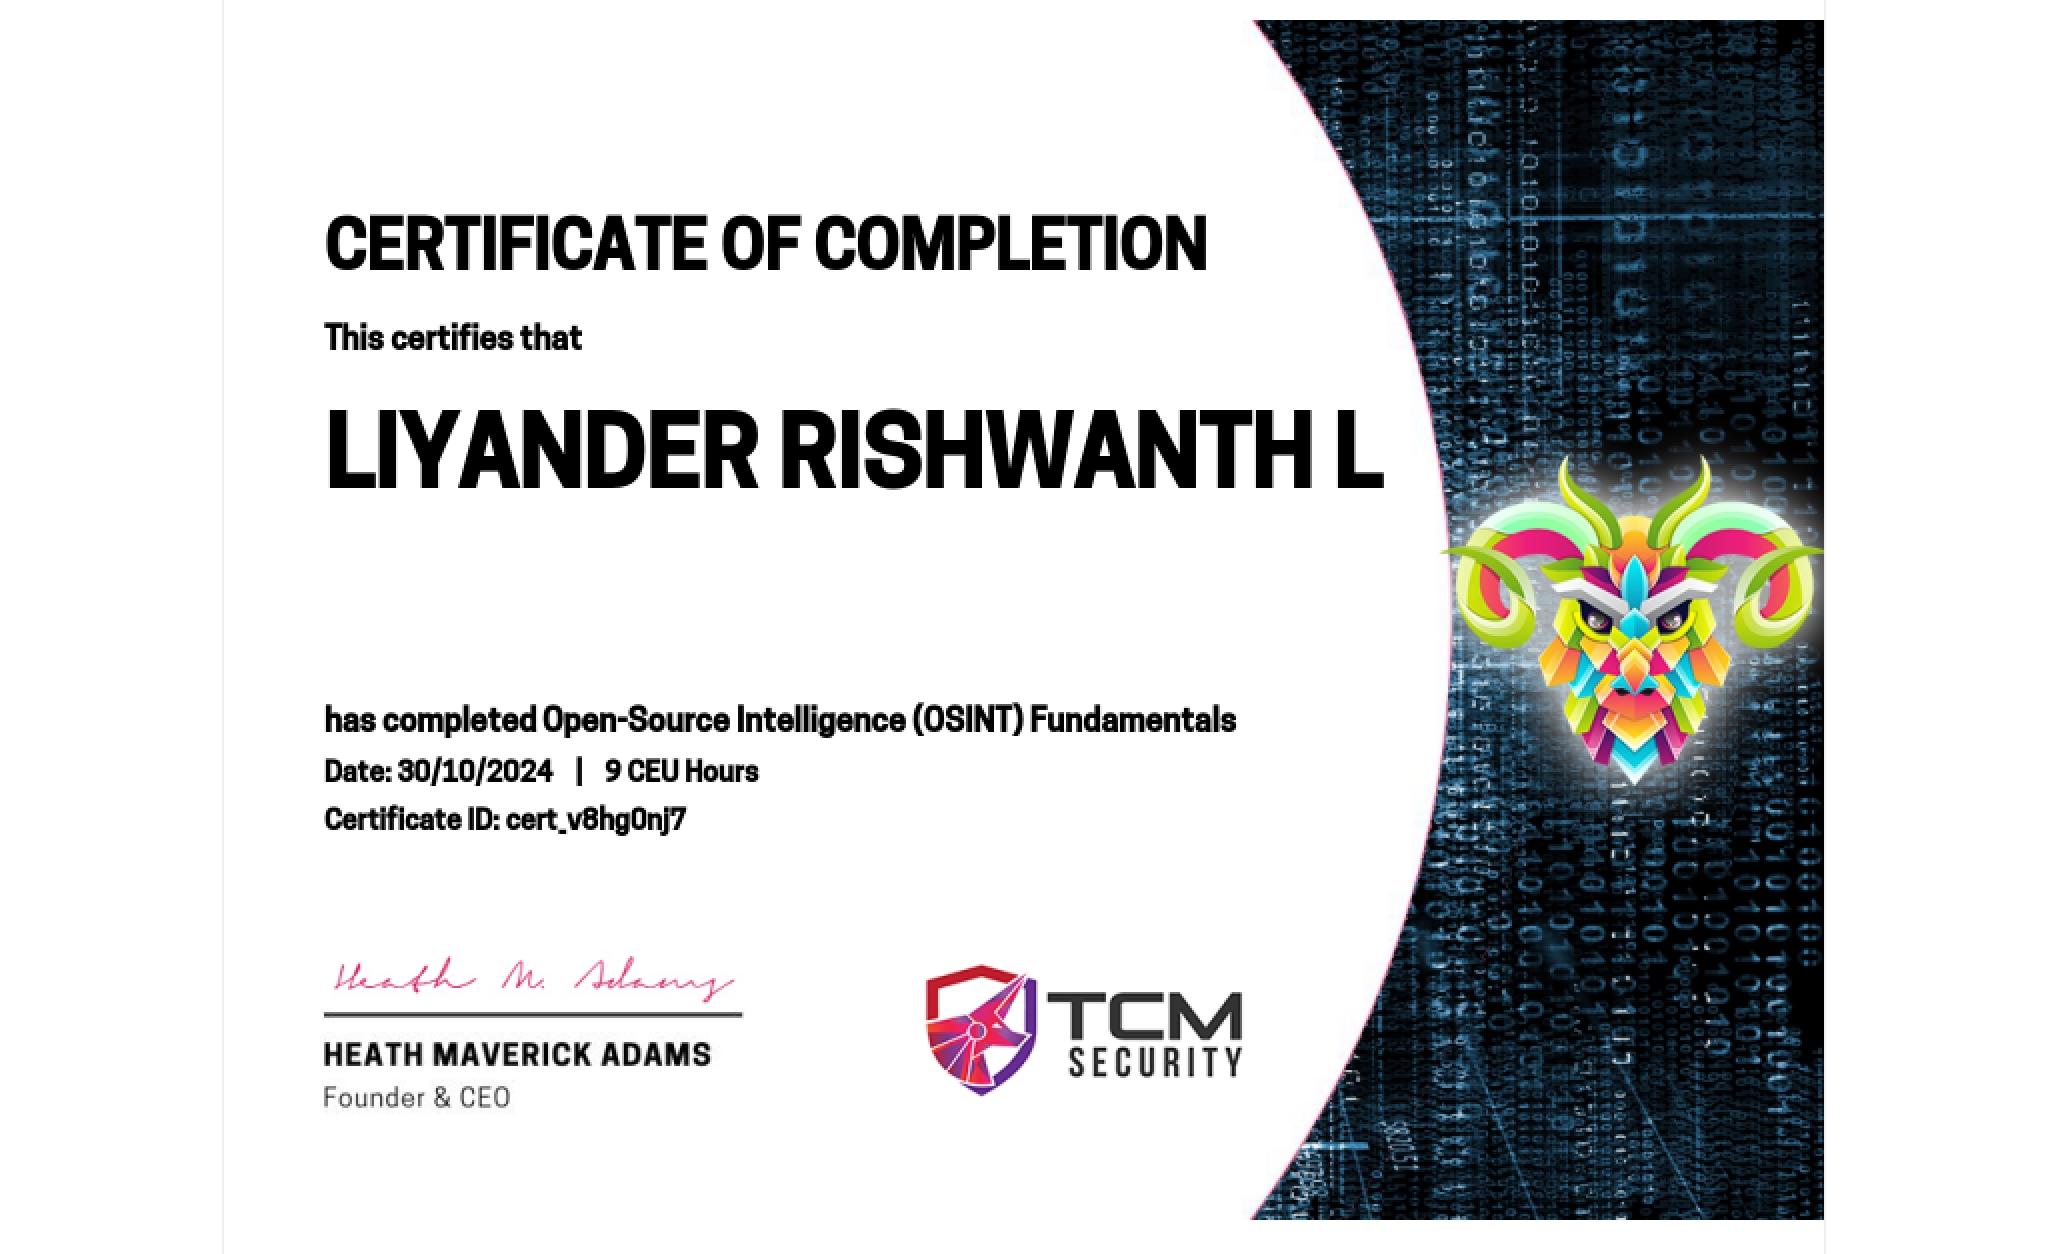 CERTIFICATE OF COMPLETION
This certifies that
LIYANDER RISHWANTH L
has completed Open-Source Intelligence (OSINT) Fundamentals
Date: 30/10/2024 | 9 CEU Hours
Certificate ID: cert_v8hg0nj7
Heath M. Adams
HEATH MAVERICK ADAMS
Founder & CEO
TCM
SECURITY